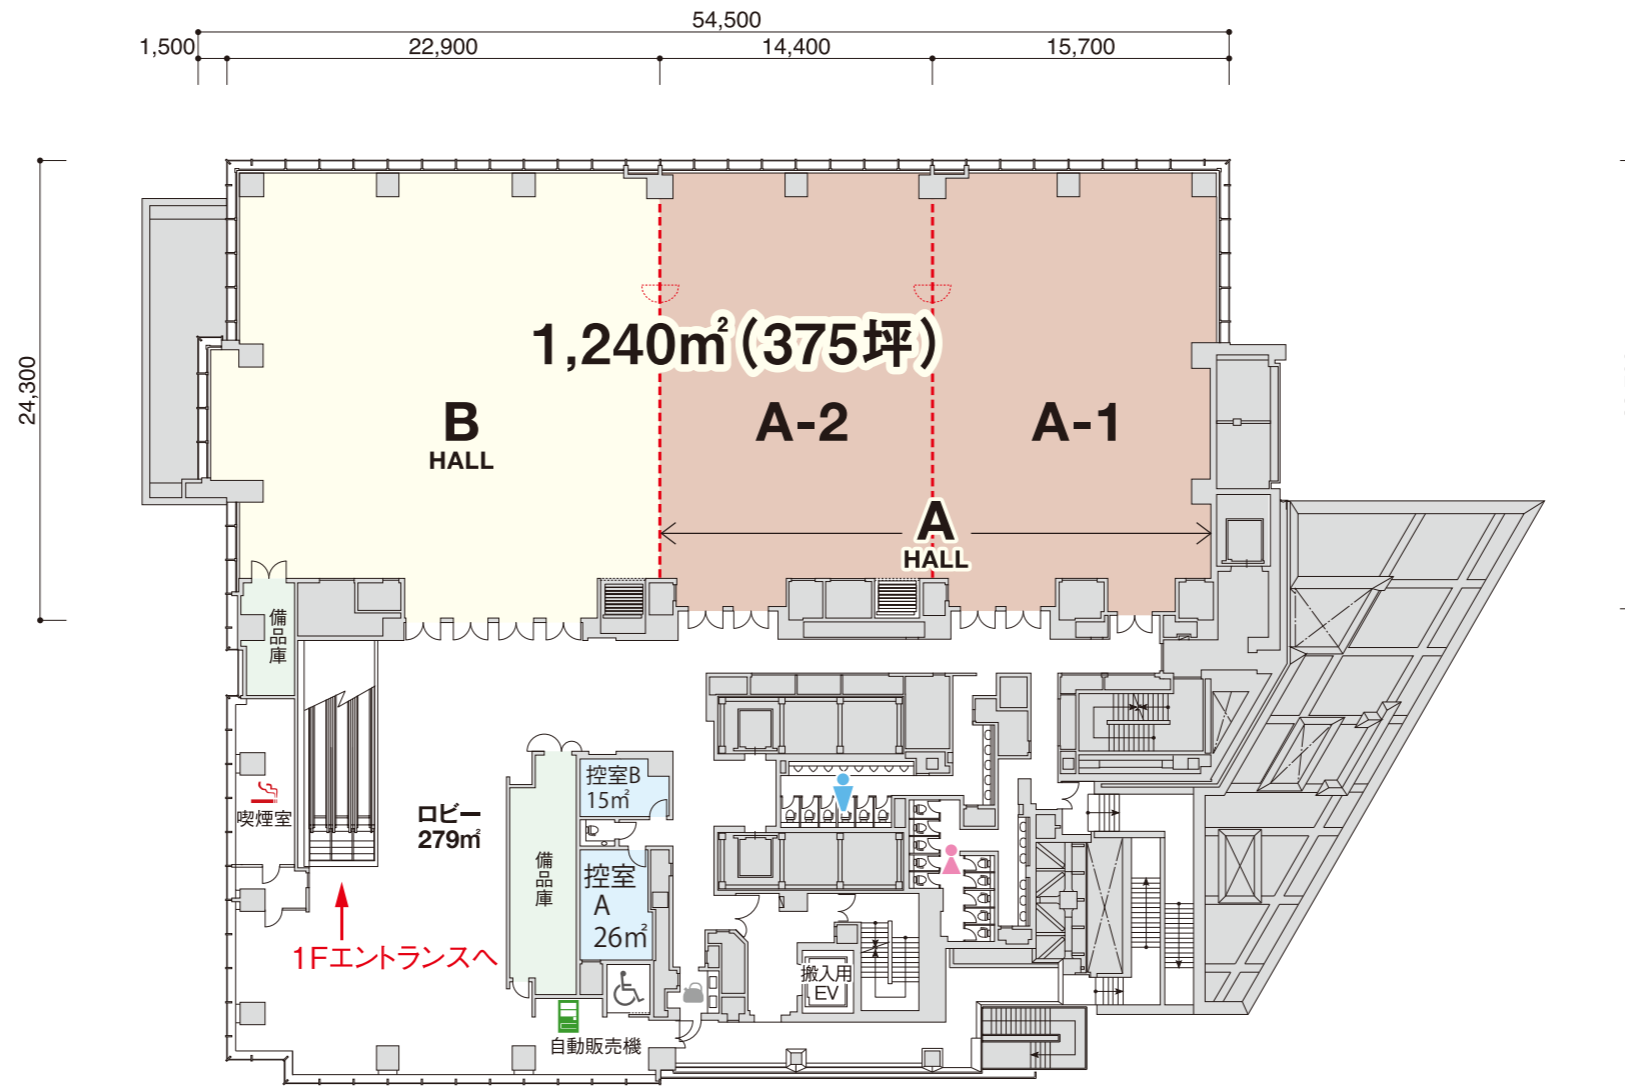 54,500
1,500
22,900
14,400
15,700
24,300
1,240㎡(375坪)
B
HALL
A-2
A-1
A
HALL
備品庫
喫煙室
ロビー
279㎡
1Fエントランスへ
備品庫
控室B
15㎡
控室
A
26㎡
自動販売機
搬入用
EV